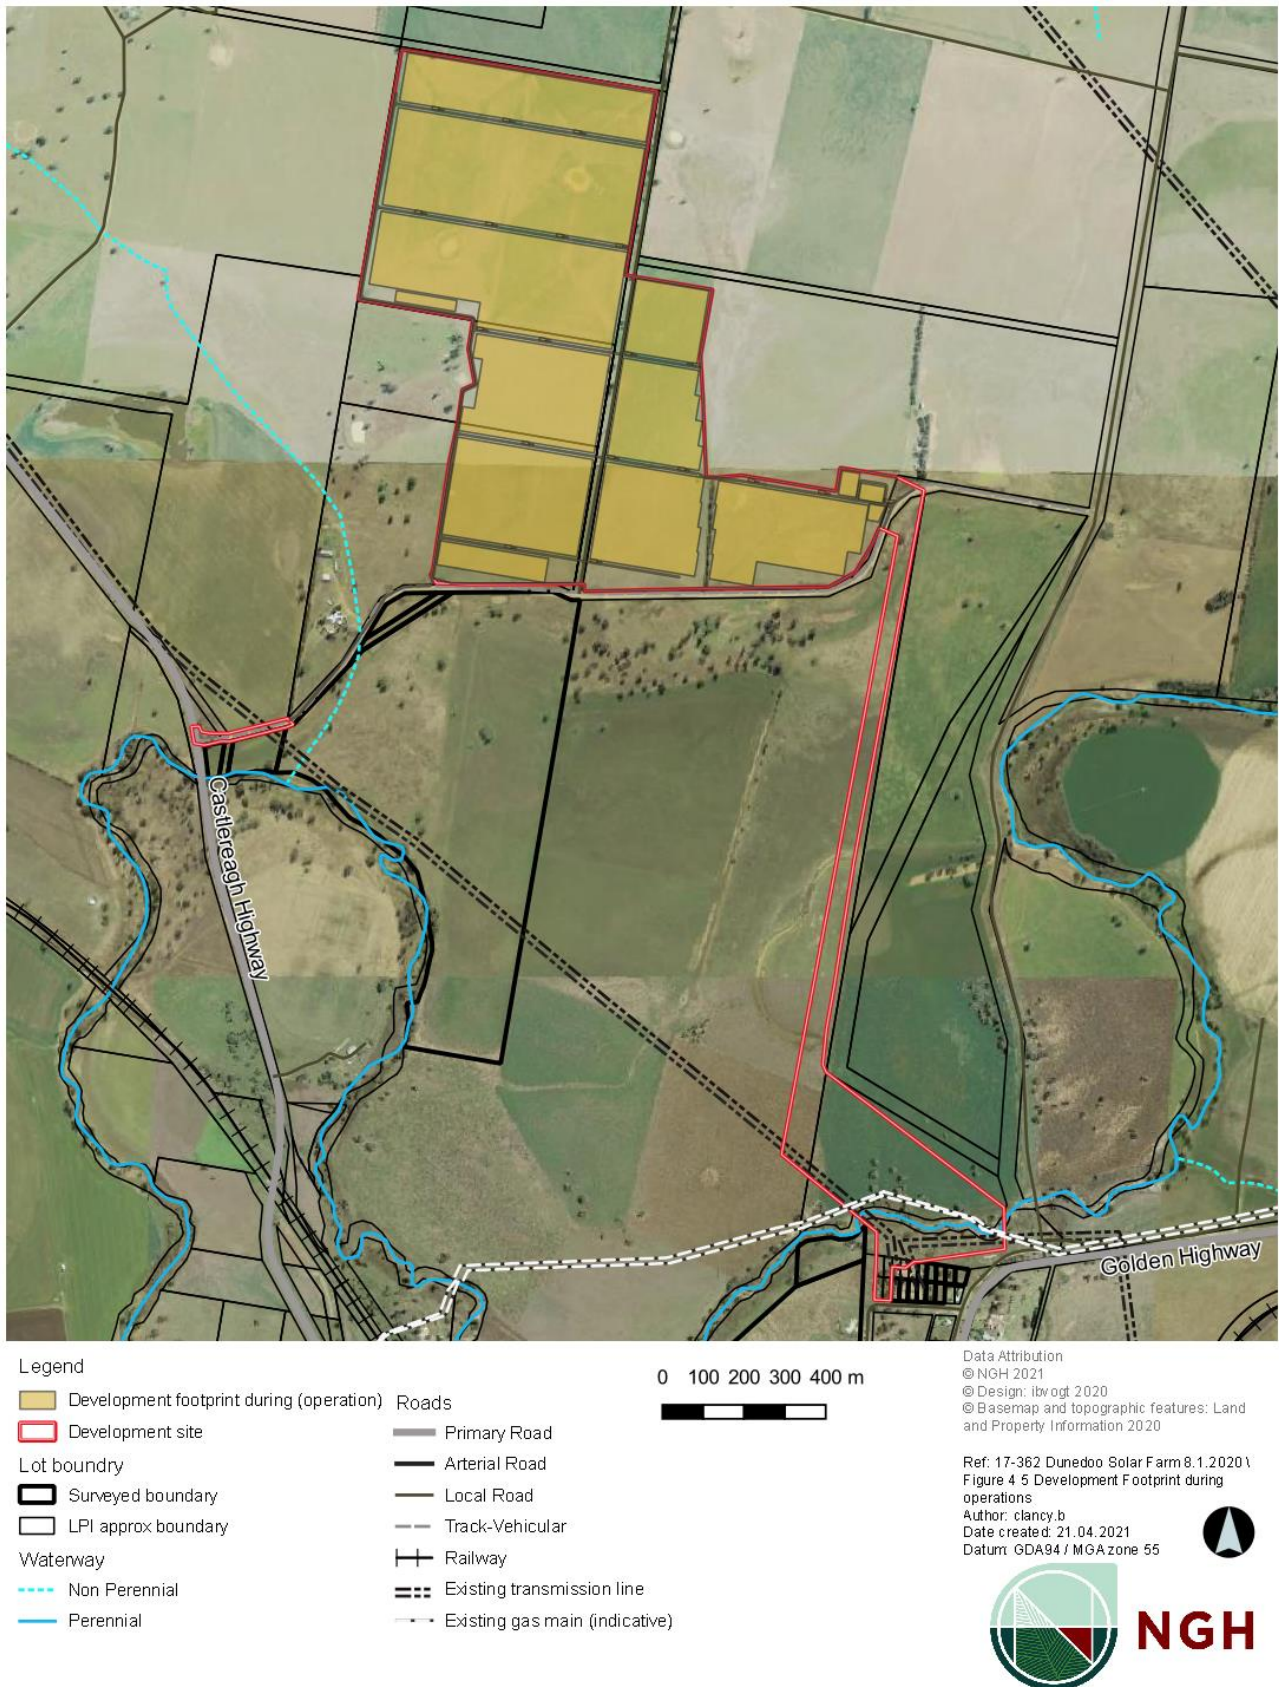 Castlereagh Highway
Golden Highway
Legend
Development footprint during (operation)
Development site
Lot boundry
Surveyed boundary
LPI approx boundary
Waterway
Non Perennial
Perennial
Roads
Primary Road
Arterial Road
Local Road
Track-Vehicular
Railway
Existing transmission line
Existing gas main (indicative)
0 100 200 300 400 m
Data Attribution
© NGH 2021
© Design: ibvogt 2020
© Basemap and topographic features: Land
and Property Information 2020
Ref: 17-362 Dunedoo Solar Farm 8.1.2020 \
Figure 4 5 Development Footprint during
operations
Author: clancy.b
Date created: 21.04.2021
Datum: GDA94 / MGA zone 55
NGH